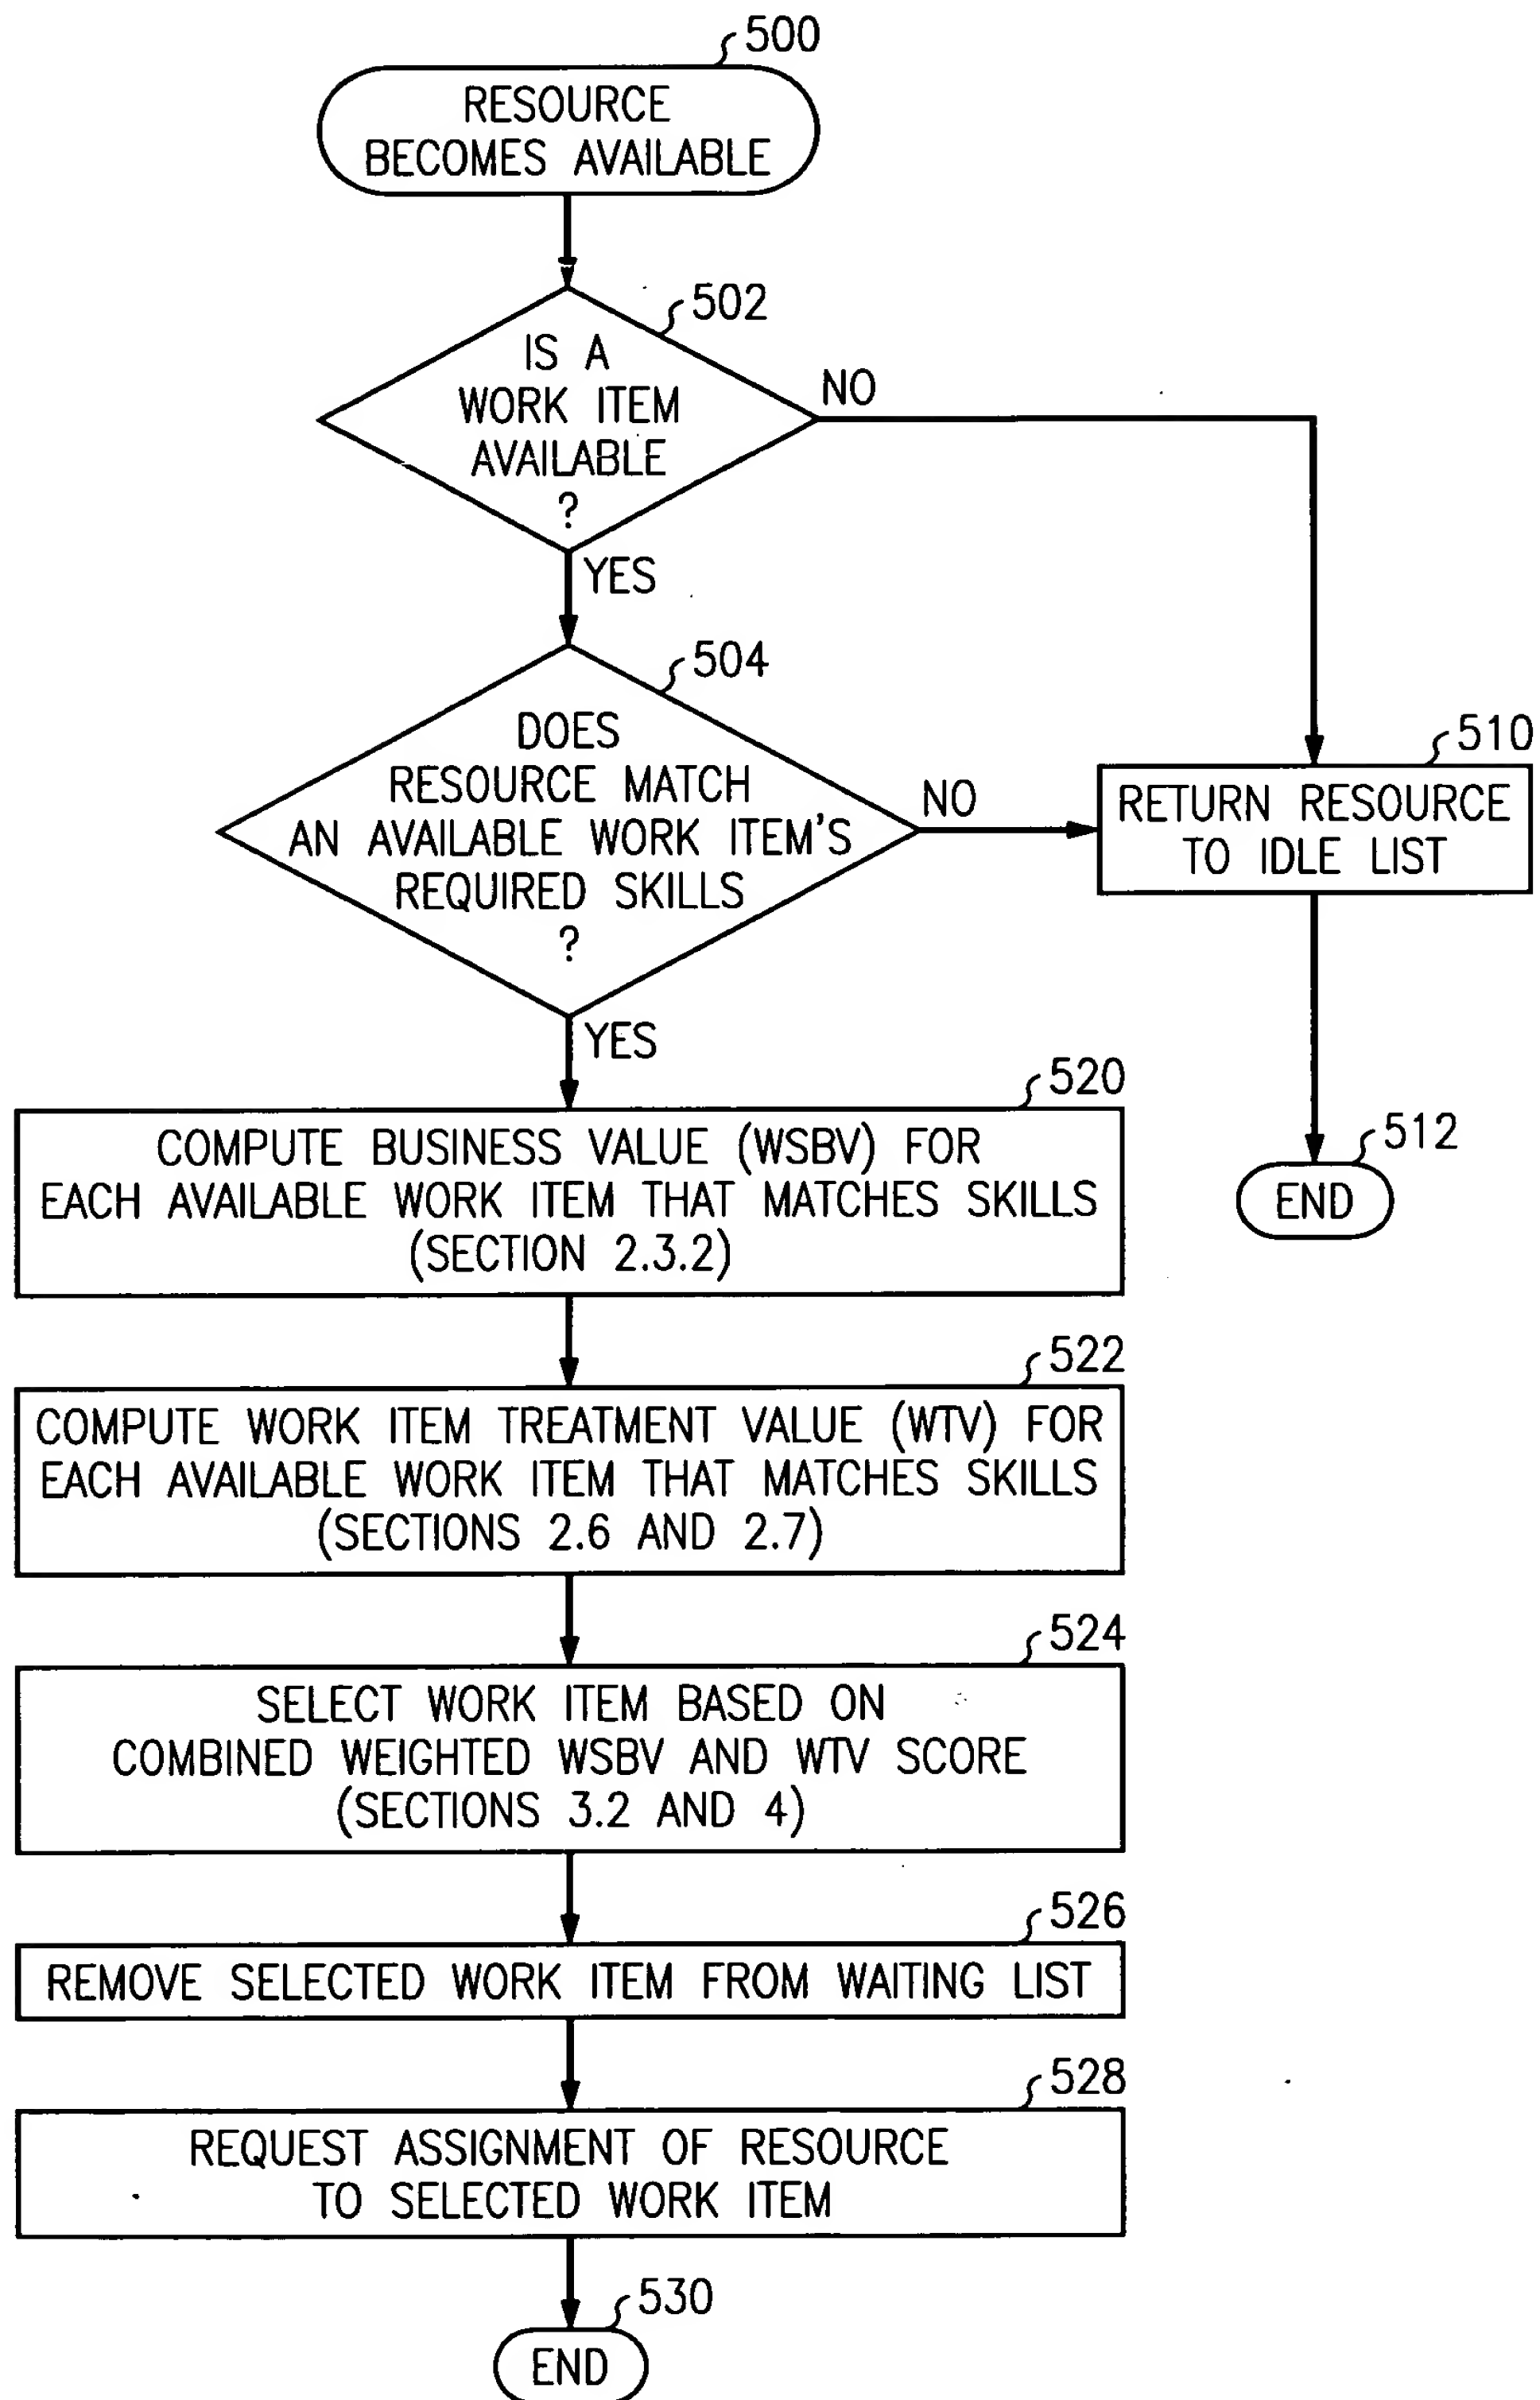 500
RESOURCE
BECOMES AVAILABLE
502
IS A
WORK ITEM
AVAILABLE
?
NO
YES
504
DOES
RESOURCE MATCH
AN AVAILABLE WORK ITEM'S
REQUIRED SKILLS
?
NO
510
RETURN RESOURCE
TO IDLE LIST
YES
512
END
520
COMPUTE BUSINESS VALUE (WSBV) FOR
EACH AVAILABLE WORK ITEM THAT MATCHES SKILLS
(SECTION 2.3.2)
522
COMPUTE WORK ITEM TREATMENT VALUE (WTV) FOR
EACH AVAILABLE WORK ITEM THAT MATCHES SKILLS
(SECTIONS 2.6 AND 2.7)
524
SELECT WORK ITEM BASED ON
COMBINED WEIGHTED WSBV AND WTV SCORE
(SECTIONS 3.2 AND 4)
526
REMOVE SELECTED WORK ITEM FROM WAITING LIST
528
REQUEST ASSIGNMENT OF RESOURCE
TO SELECTED WORK ITEM
530
END